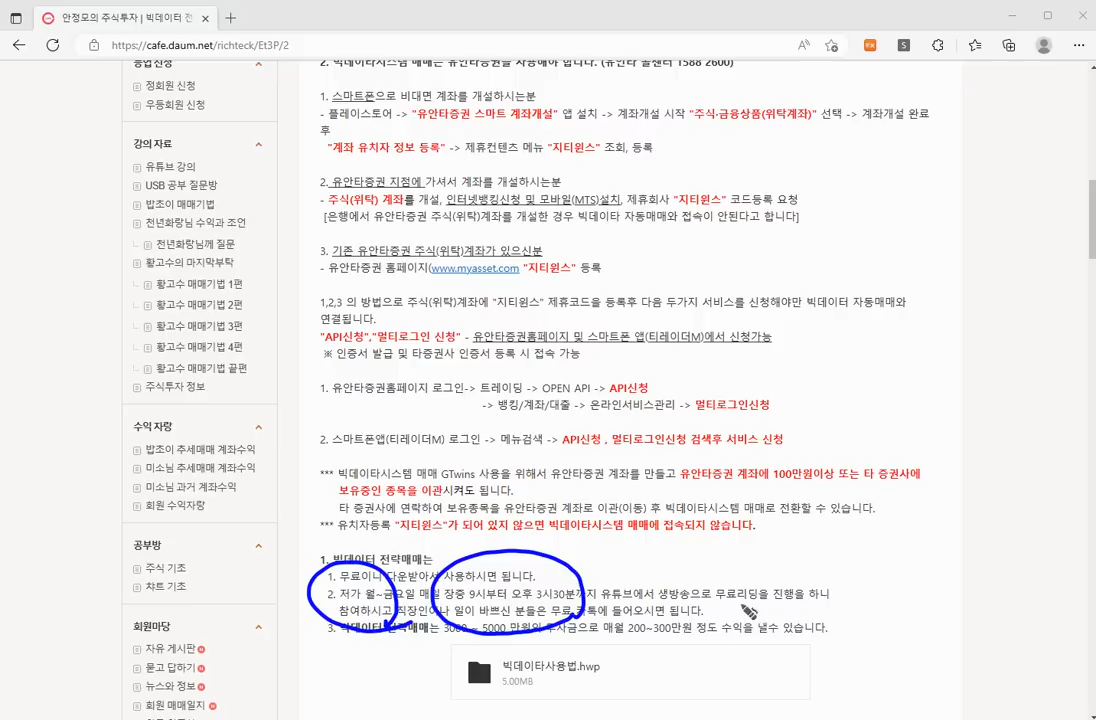 안정모의 주식투자 | 빅데이터 전
https://cafe.daum.net/richteck/Et3P/2
등업 신청
정회원 신청
우등회원 신청
강의 자료
유튜브 강의
USB 공부 질문방
밥초이 매매기법
천년화랑님 수익과 조언
천년화랑님께 질문
황고수의 마지막부탁
황고수 매매기법 1편
황고수 매매기법 2편
황고수 매매기법 3편
황고수 매매기법 4편
황고수 매매기법 끝편
주식투자 정보
수익 자랑
밥초이 추세매매 계좌수익
미소님 추세매매 계좌수익
미소님 과거 계좌수익
회원 수익자랑
공부방
주식 기초
챠트 기초
회원마당
자유 게시판
묻고 답하기
뉴스와 정보
회원 매매일지
2. 빅데이터시스템 매매는 유안타증권을 사용해야 합니다. (유안타 콜센터 1588 2600)
1. 스마트폰으로 비대면 계좌를 개설하시는분
- 플레이스토어 -> "유안타증권 스마트 계좌개설" 앱 설치 -> 계좌개설 시작 "주식·금융상품(위탁계좌)" 선택 -> 계좌개설 완료
후
"계좌 유치자 정보 등록" -> 제휴컨텐츠 메뉴 "지티윈스" 조회, 등록
2. 유안타증권 지점에 가셔서 계좌를 개설하시는분
- 주식(위탁) 계좌를 개설, 인터넷뱅킹신청 및 모바일(MTS)설치, 제휴회사 "지티윈스" 코드등록 요청
[은행에서 유안타증권 주식(위탁)계좌를 개설한 경우 빅데이타 자동매매와 접속이 안된다고 합니다]
3. 기존 유안타증권 주식(위탁)계좌가 있으신분
- 유안타증권 홈페이지(www.myasset.com "지티윈스" 등록
1,2,3 의 방법으로 주식(위탁)계좌에 "지티윈스" 제휴코드을 등록후 다음 두가지 서비스를 신청해야만 빅데이터 자동매매와
연결됩니다.
"API신청","멀티로그인 신청" - 유안타증권홈페이지 및 스마트폰 앱(티레이더M)에서 신청가능
※ 인증서 발급 및 타증권사 인증서 등록 시 접속 가능
1. 유안타증권홈페이지 로그인-> 트레이딩 -> OPEN API -> API신청
-> 뱅킹/계좌/대출 -> 온라인서비스관리 -> 멀티로그인신청
2. 스마트폰앱(티레이더M) 로그인 -> 메뉴검색 -> API신청 , 멀티로그인신청 검색후 서비스 신청
*** 빅데이타시스템 매매 GTwins 사용을 위해서 유안타증권 계좌를 만들고 유안타증권 계좌에 100만원이상 또는 타 증권사에
보유중인 종목을 이관시켜도 됩니다.
타 증권사에 연락하여 보유종목을 유안타증권 계좌로 이관(이동) 후 빅데이타시스템 매매로 전환할 수 있습니다.
*** 유치자등록 "지티윈스"가 되어 있지 않으면 빅데이타시스템 매매에 접속되지 않습니다.
1. 빅데이터 전략매매는
1. 무료이니 다운받아서 사용하시면 됩니다.
2. 저가 월~금요일 매일 장중 9시부터 오후 3시30분까지 유튜브에서 생방송으로 무료리딩을 진행을 하니
참여하시고 직장인이나 일이 바쁘신 분들은 무료 카톡에 들어오시면 됩니다.
3. 빅데이터 전략매매는 3000 ~ 5000 만원의 투자금으로 매월 200~300만원 정도 수익을 낼수 있습니다.
빅데이타사용법.hwp
5.00MB